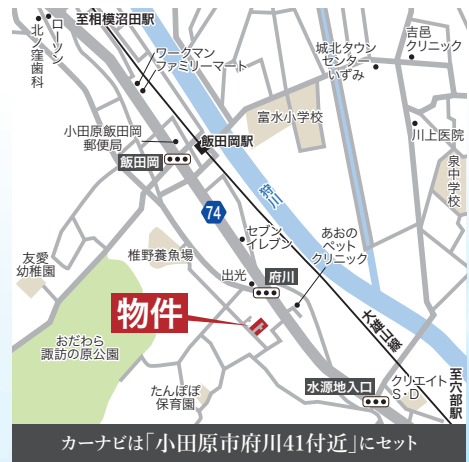 至相模沼田駅
ローソン
北ノ窪歯科
ワークマン
ファミリーマート
城北タウン
センター
いずみ
吉邑
クリニック
富水小学校
小田原飯田岡
郵便局
飯田岡駅
飯田岡
川上医院
泉中学校
狩川
74
セブン
イレブン
あおの
ペット
クリニック
友愛
幼稚園
椎野養魚場
出光
府川
物件
おだわら
諏訪の原公園
大雄山線
至穴部駅
たんぽぽ
保育園
水源地入口
クリエイト
S・D
カーナビは「小田原市府川41付近」にセット